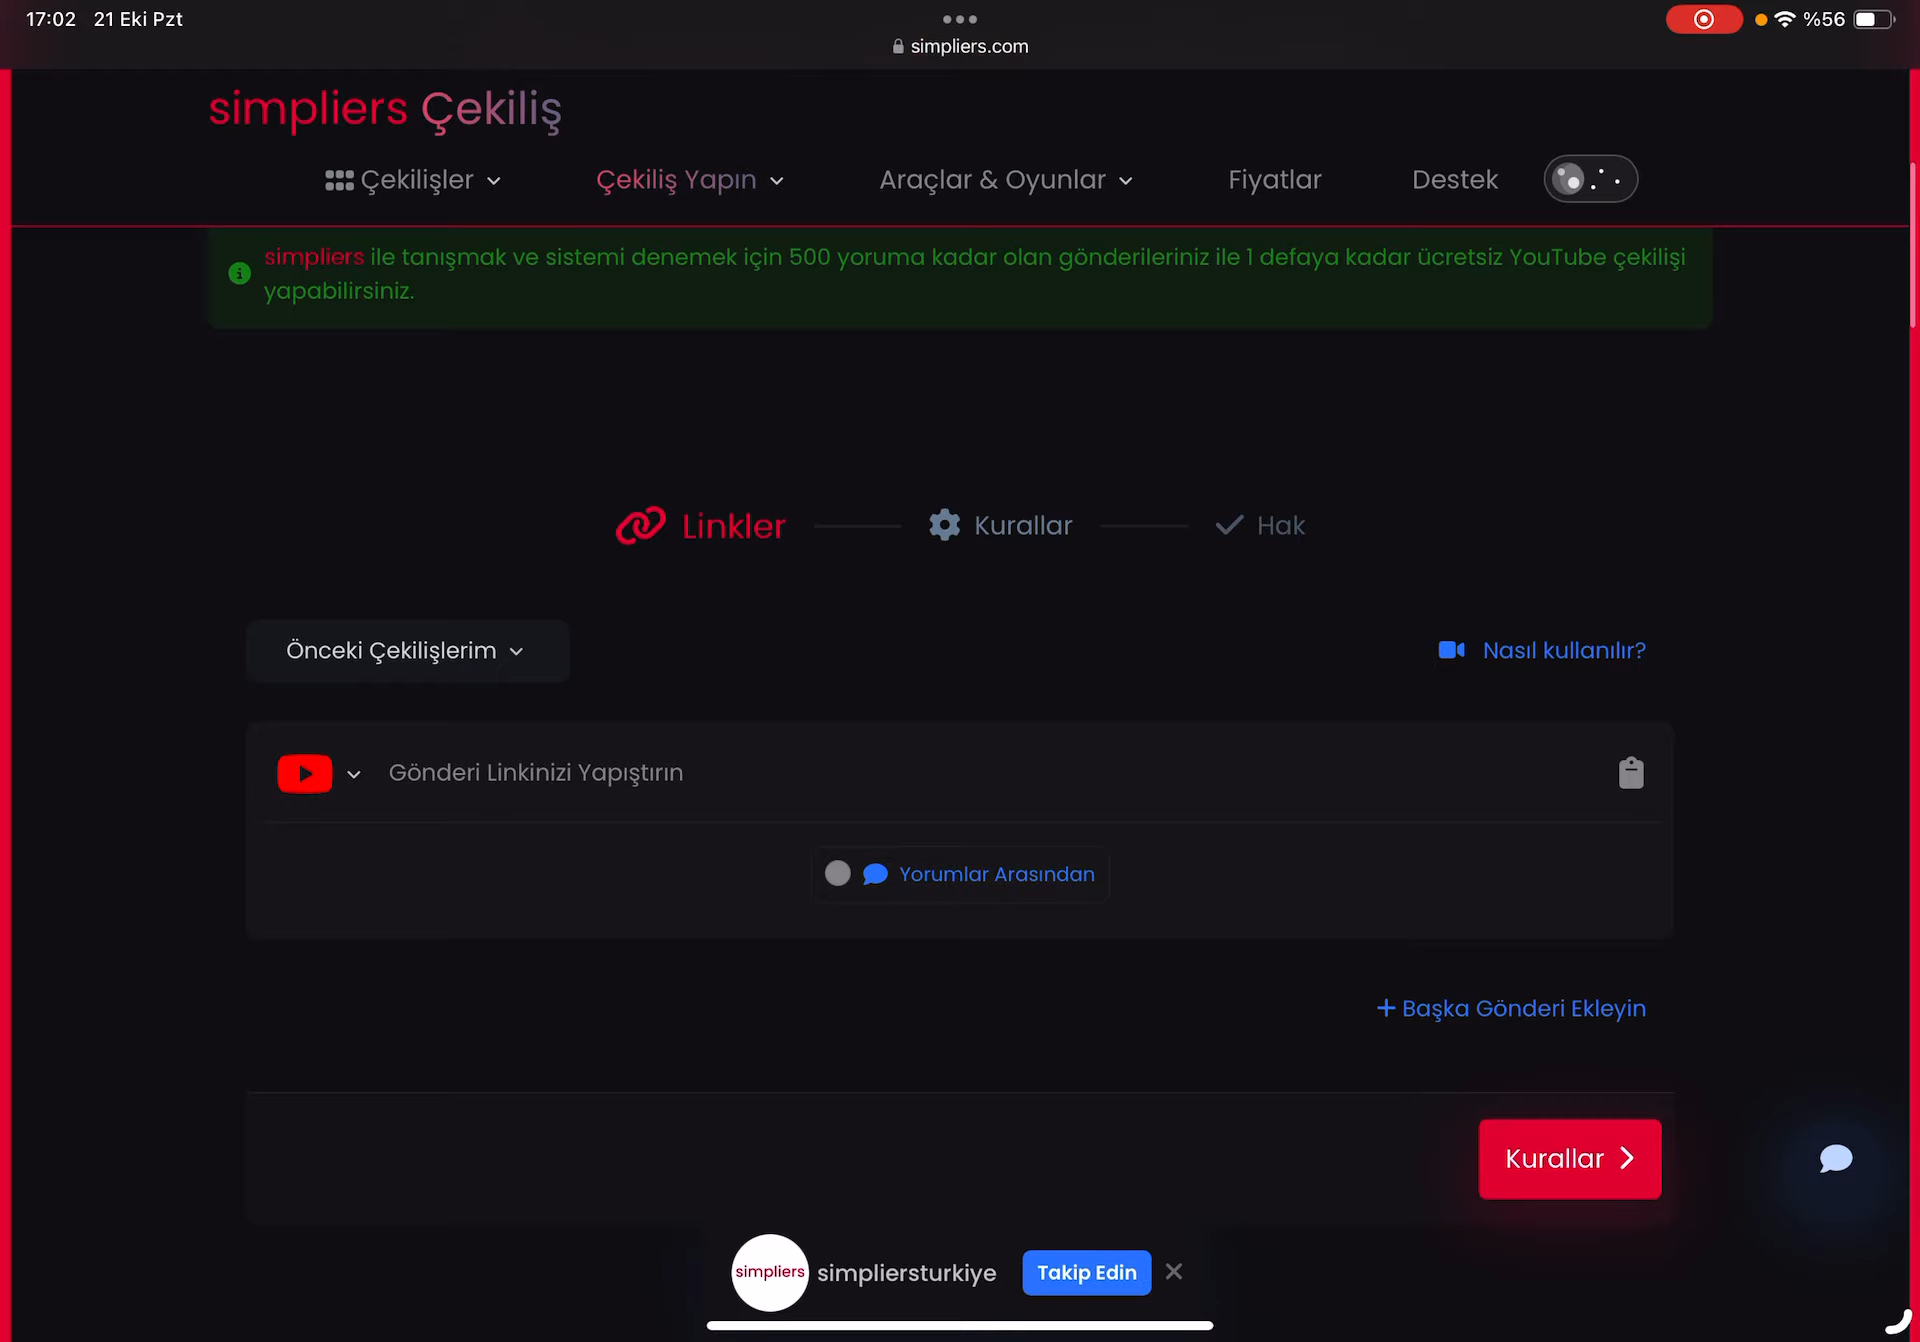 17:02 21 Eki Pzt
%56
simpliers.com
simpliers Çekiliş
Çekilişler
Çekiliş Yapın
Araçlar & Oyunlar
Fiyatlar
Destek
simpliers ile tanışmak ve sistemi denemek için 500 yoruma kadar olan gönderileriniz ile 1 defaya kadar ücretsiz YouTube çekilişi
yapabilirsiniz.
Linkler
Kurallar
Hak
Önceki Çekilişlerim
Nasıl kullanılır?
Gönderi Linkinizi Yapıştırın
Yorumlar Arasından
+ Başka Gönderi Ekleyin
Kurallar
simpliers
simpliersturkiye
Takip Edin